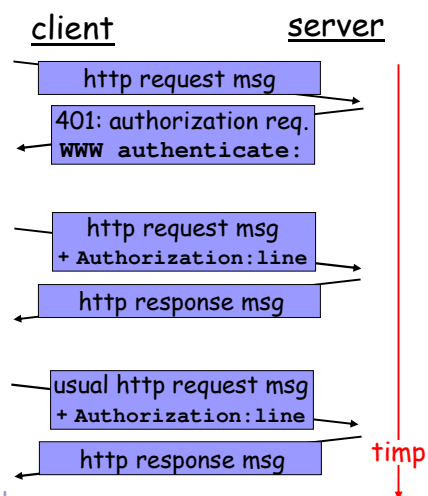 client server
http request msg
401: authorization req.
WWW authenticate:
http request msg
+ Authorization:line
http response msg
usual http request msg
+ Authorization:line
http response msg
timp